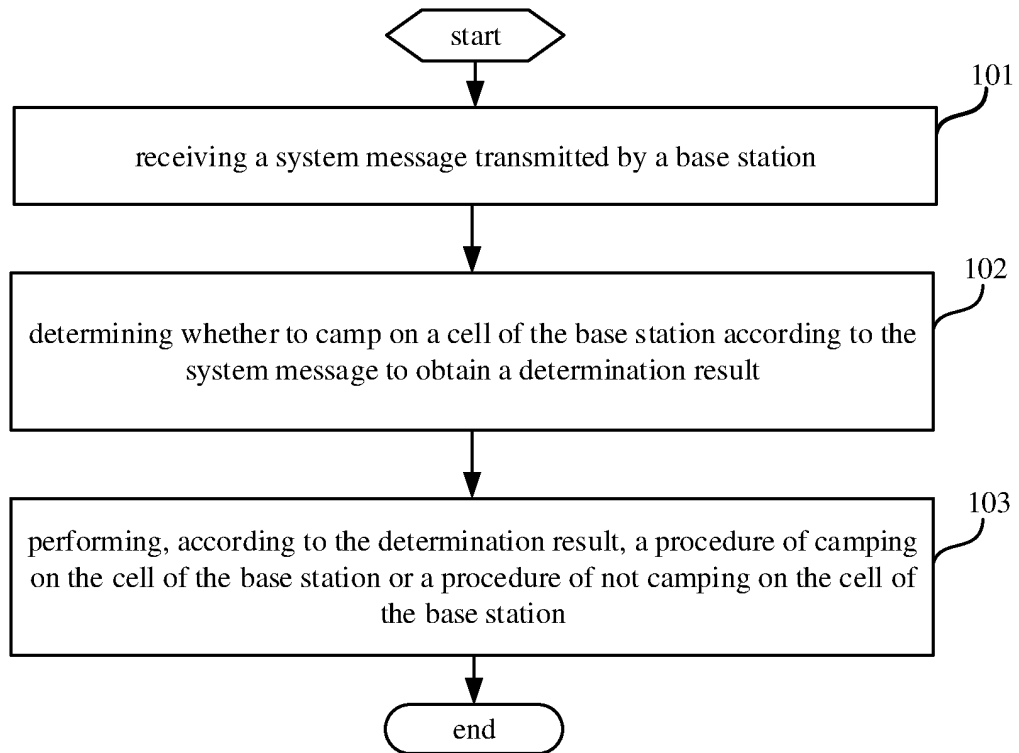 start
101
receiving a system message transmitted by a base station
102
determining whether to camp on a cell of the base station according to the
system message to obtain a determination result
103
performing, according to the determination result, a procedure of camping
on the cell of the base station or a procedure of not camping on the cell of
the base station
end